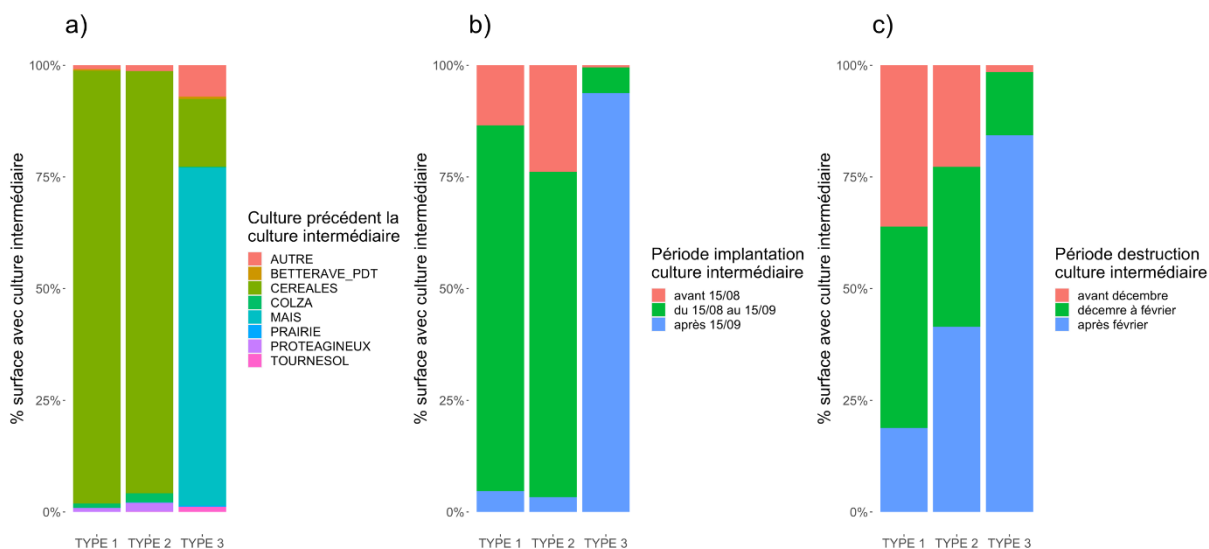 a)
% surface avec culture intermédiaire
100%
75%
50%
25%
0%
TYPE 1 TYPE 2 TYPE 3
Culture précédent la
culture intermédiaire
AUTRE
BETTERAVE_PDT
CEREALES
COLZA
MAIS
PRAIRIE
PROTEAGINEUX
TOURNESOL
b)
% surface avec culture intermédiaire
100%
75%
50%
25%
0%
TYPE 1 TYPE 2 TYPE 3
Période implantation
culture intermédiaire
avant 15/08
du 15/08 au 15/09
après 15/09
c)
% surface avec culture intermédiaire
100%
75%
50%
25%
0%
TYPE 1 TYPE 2 TYPE 3
Période destruction
culture intermédiaire
avant décembre
décemre à février
après février